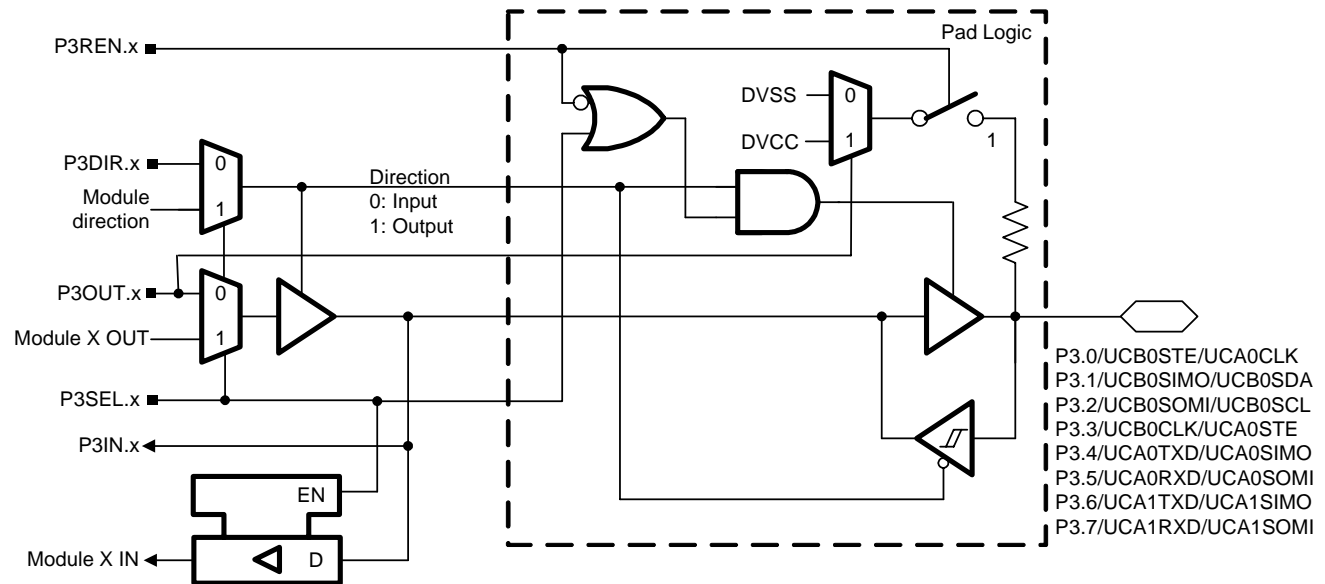 Pad Logic
P3REN.x
DVSS
0
DVCC
1
1
P3DIR.x
0
Module
direction
1
Direction
0: Input
1: Output
P3OUT.x
0
Module X OUT
1
P3SEL.x
P3IN.x
EN
Module X IN
D
P3.0/UCB0STE/UCA0CLK
P3.1/UCB0SIMO/UCB0SDA
P3.2/UCB0SOMI/UCB0SCL
P3.3/UCB0CLK/UCA0STE
P3.4/UCA0TXD/UCA0SIMO
P3.5/UCA0RXD/UCA0SOMI
P3.6/UCA1TXD/UCA1SIMO
P3.7/UCA1RXD/UCA1SOMI